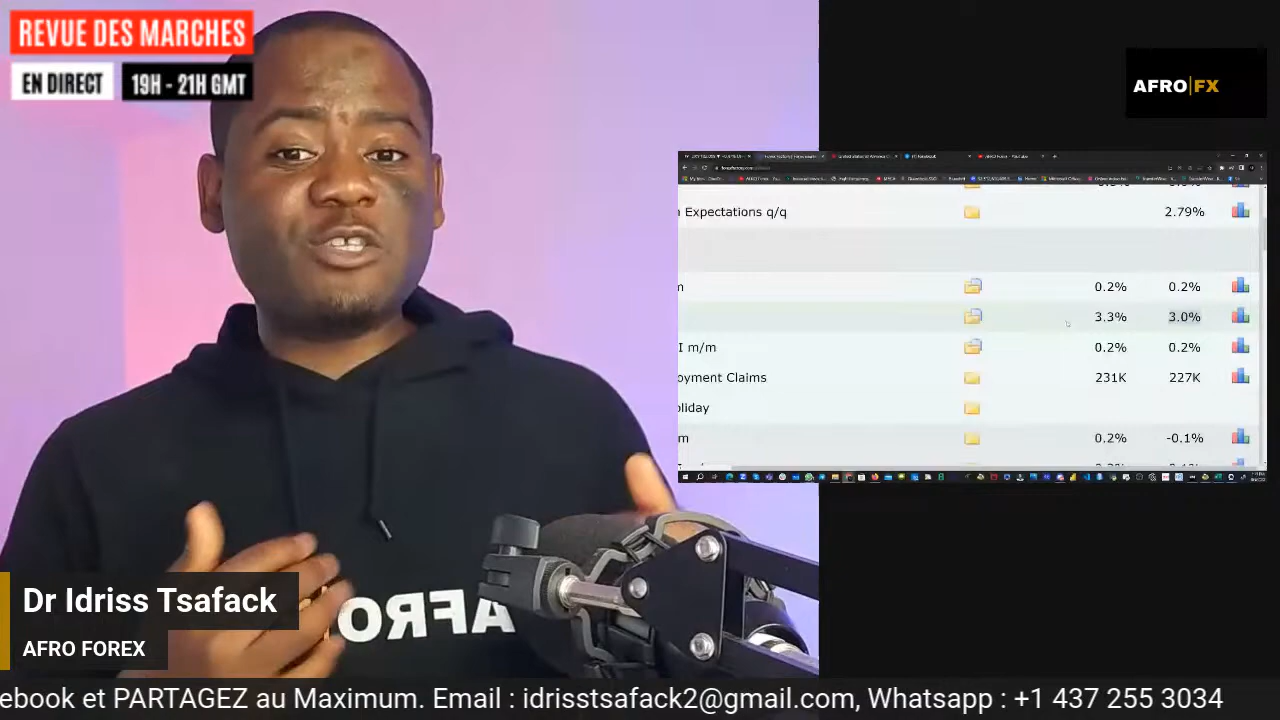 REVUE DES MARCHES
EN DIRECT 19H - 21H GMT
AFRO|FX
Expectations q/q 2.79%
0.2% 0.2%
3.3% 3.0%
I m/m 0.2% 0.2%
oyment Claims 231K 227K
oliday
m 0.2% -0.1%
AFRO
Dr Idriss Tsafack
AFRO FOREX
cebook et PARTAGEZ au Maximum. Email : idrisstsafack2@gmail.com, Whatsapp : +1 437 255 3034